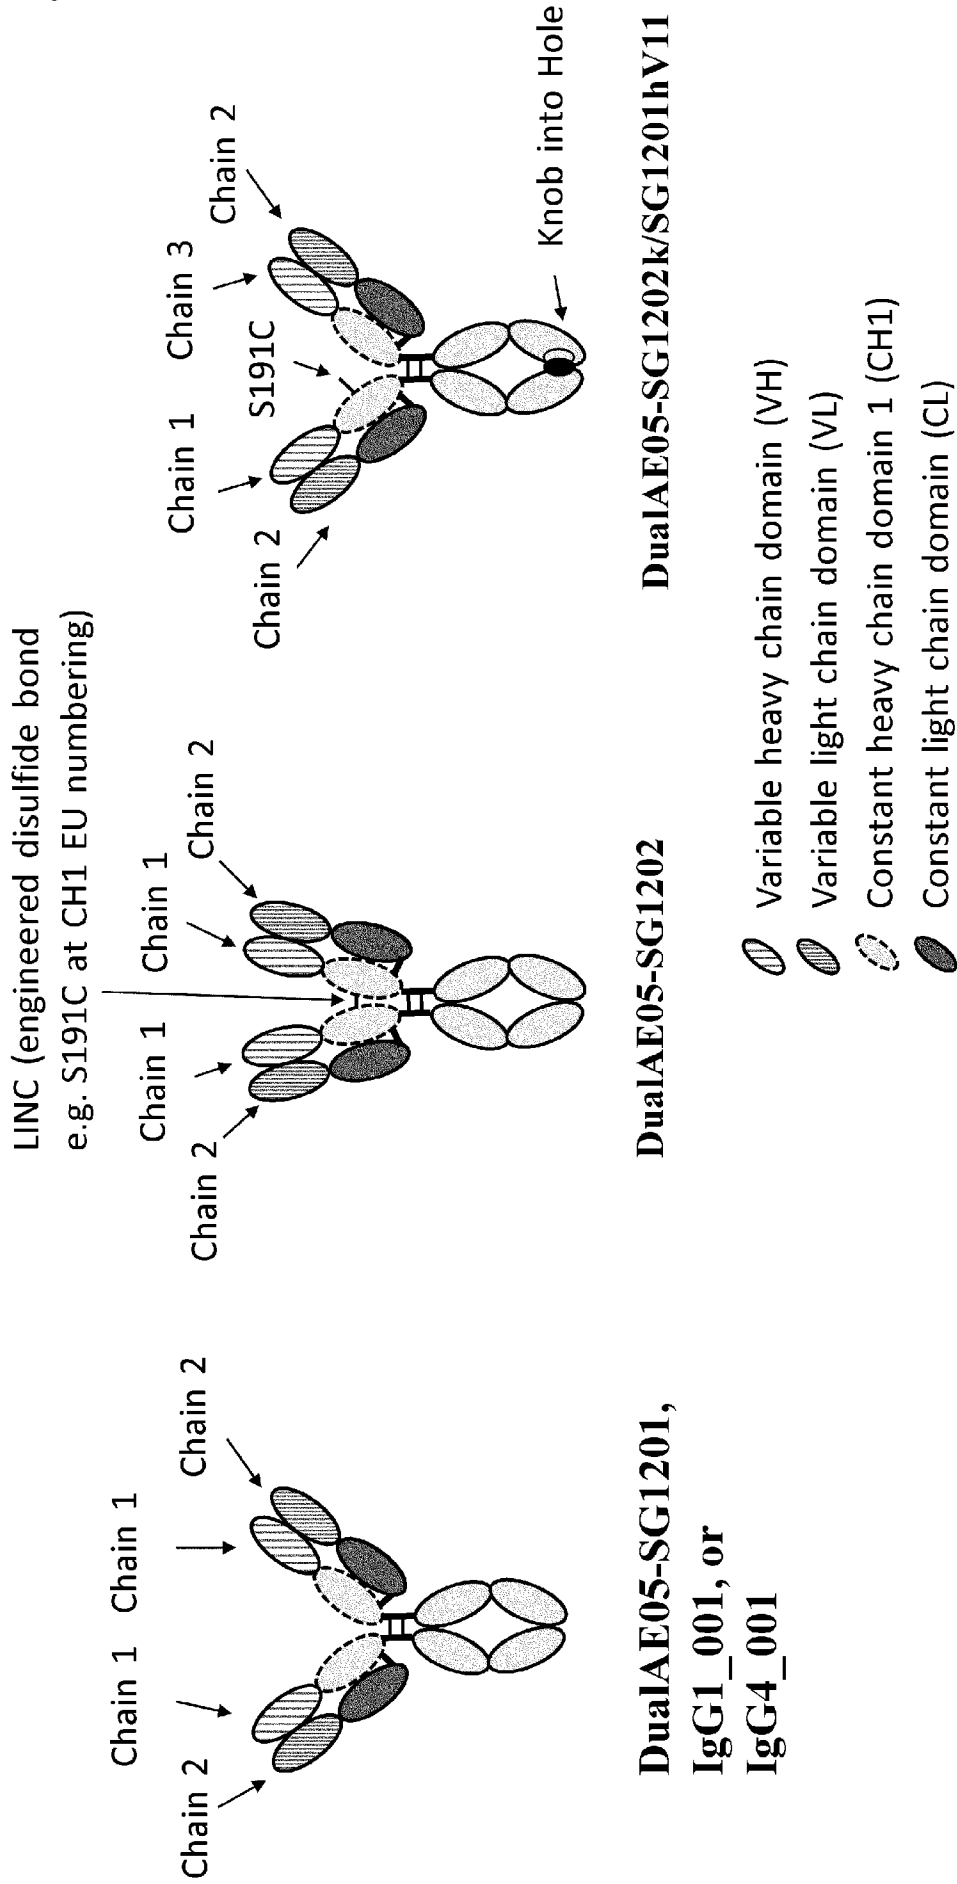 Chain 2
Chain 1
Chain 1
Chain 2
DualAE05-SG1201,
IgG1_001, or
IgG4_001
LINC (engineered disulfide bond
e.g. S191C at CH1 EU numbering)
Chain 2
Chain 1
Chain 1
Chain 2
DualAE05-SG1202
Chain 2
Chain 1
S191C
Chain 3
Chain 2
Knob into Hole
DualAE05-SG1202k/SG1201hV11
Variable heavy chain domain (VH)
Variable light chain domain (VL)
Constant heavy chain domain 1 (CH1)
Constant light chain domain (CL)